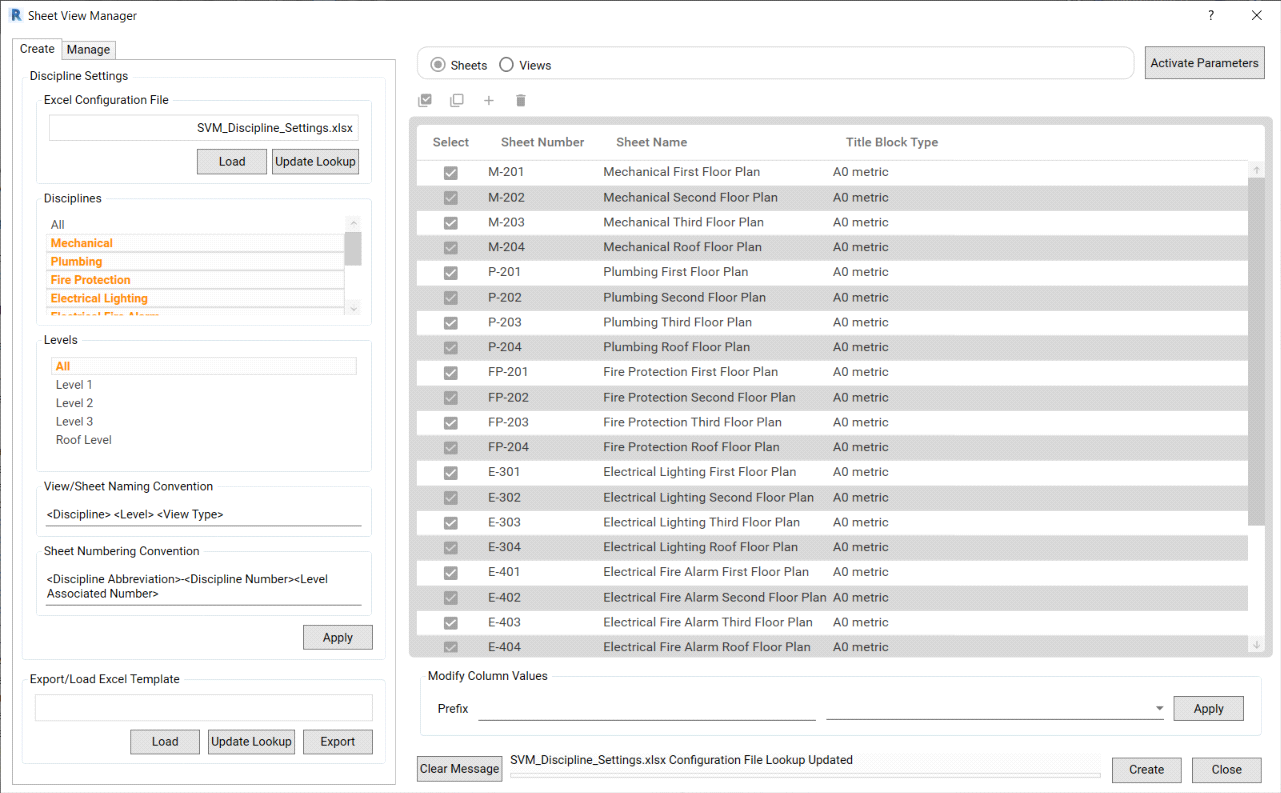 R Sheet View Manager ? ×
Create Manage
Discipline Settings
Excel Configuration File
SVM_Discipline_Settings.xlsx
Load Update Lookup
Disciplines
All
Mechanical
Plumbing
Fire Protection
Electrical Lighting
Electrical Fire Alarm
Levels
All
Level 1
Level 2
Level 3
Roof Level
View/Sheet Naming Convention
<Discipline> <Level> <View Type>
Sheet Numbering Convention
<Discipline Abbreviation>-<Discipline Number><Level
Associated Number>
Apply
Export/Load Excel Template
Load Update Lookup Export
Sheets Views Activate Parameters
Select Sheet Number Sheet Name Title Block Type
M-201 Mechanical First Floor Plan A0 metric
M-202 Mechanical Second Floor Plan A0 metric
M-203 Mechanical Third Floor Plan A0 metric
M-204 Mechanical Roof Floor Plan A0 metric
P-201 Plumbing First Floor Plan A0 metric
P-202 Plumbing Second Floor Plan A0 metric
P-203 Plumbing Third Floor Plan A0 metric
P-204 Plumbing Roof Floor Plan A0 metric
FP-201 Fire Protection First Floor Plan A0 metric
FP-202 Fire Protection Second Floor Plan A0 metric
FP-203 Fire Protection Third Floor Plan A0 metric
FP-204 Fire Protection Roof Floor Plan A0 metric
E-301 Electrical Lighting First Floor Plan A0 metric
E-302 Electrical Lighting Second Floor Plan A0 metric
E-303 Electrical Lighting Third Floor Plan A0 metric
E-304 Electrical Lighting Roof Floor Plan A0 metric
E-401 Electrical Fire Alarm First Floor Plan A0 metric
E-402 Electrical Fire Alarm Second Floor Plan A0 metric
E-403 Electrical Fire Alarm Third Floor Plan A0 metric
E-404 Electrical Fire Alarm Roof Floor Plan A0 metric
Modify Column Values
Prefix Apply
Clear Message SVM_Discipline_Settings.xlsx Configuration File Lookup Updated Create Close